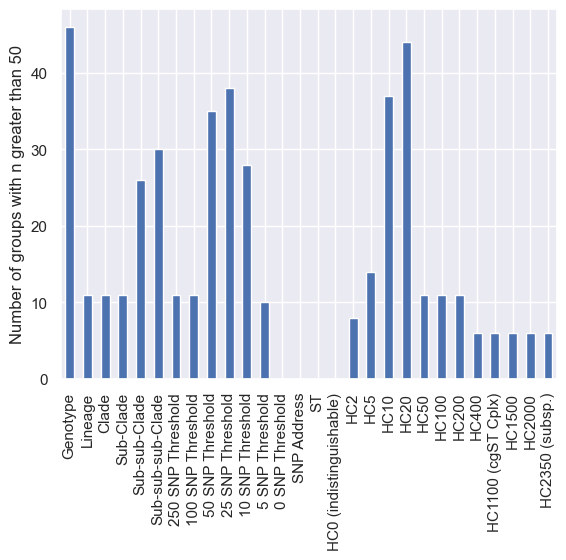 Number of groups with n greater than 50
40
30
20
10
0
Genotype
Lineage
Clade
Sub-Clade
Sub-sub-Clade
Sub-sub-sub-Clade
250 SNP Threshold
100 SNP Threshold
50 SNP Threshold
25 SNP Threshold
10 SNP Threshold
5 SNP Threshold
0 SNP Threshold
SNP Address
ST
HC0 (indistinguishable)
HC2
HC5
HC10
HC20
HC50
HC100
HC200
HC400
HC1100 (cgST Cplx)
HC1500
HC2000
HC2350 (subsp.)